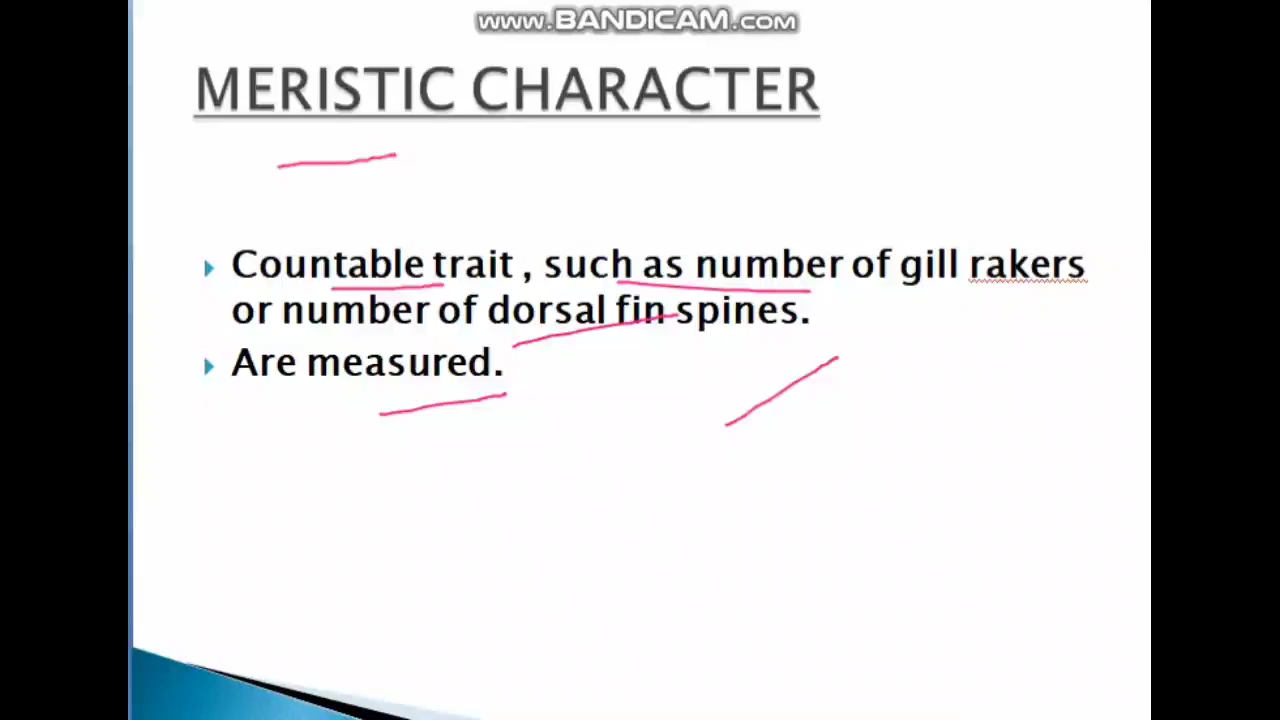 www.BANDICAM.com
MERISTIC CHARACTER
Countable trait , such as number of gill rakers
or number of dorsal fin spines.
Are measured.